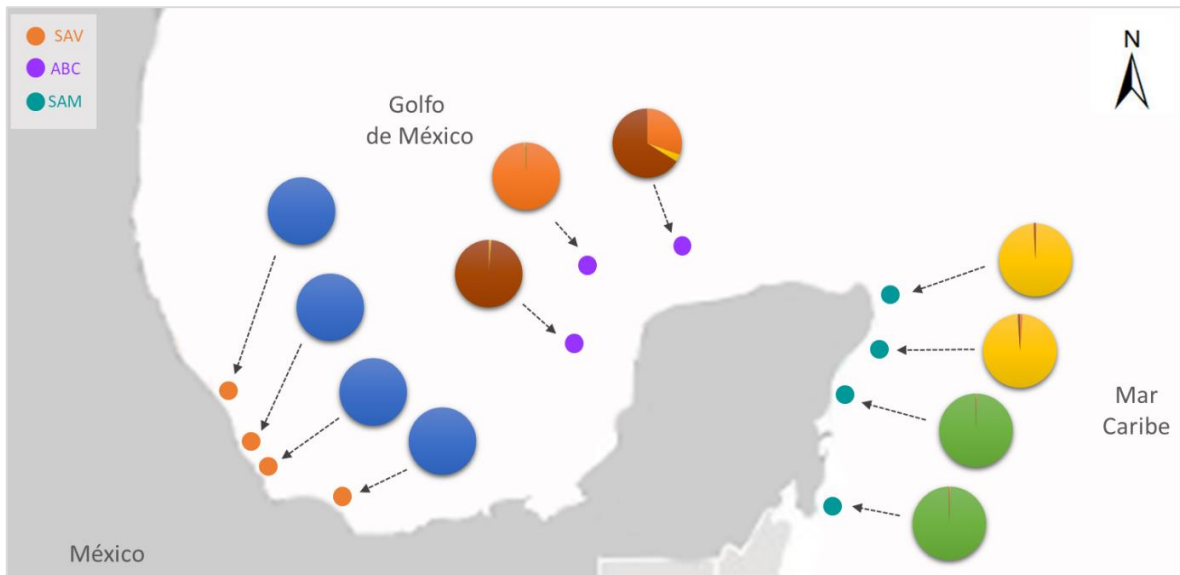 SAV
ABC
SAM
N
Golfo
de México
Mar
Caribe
México